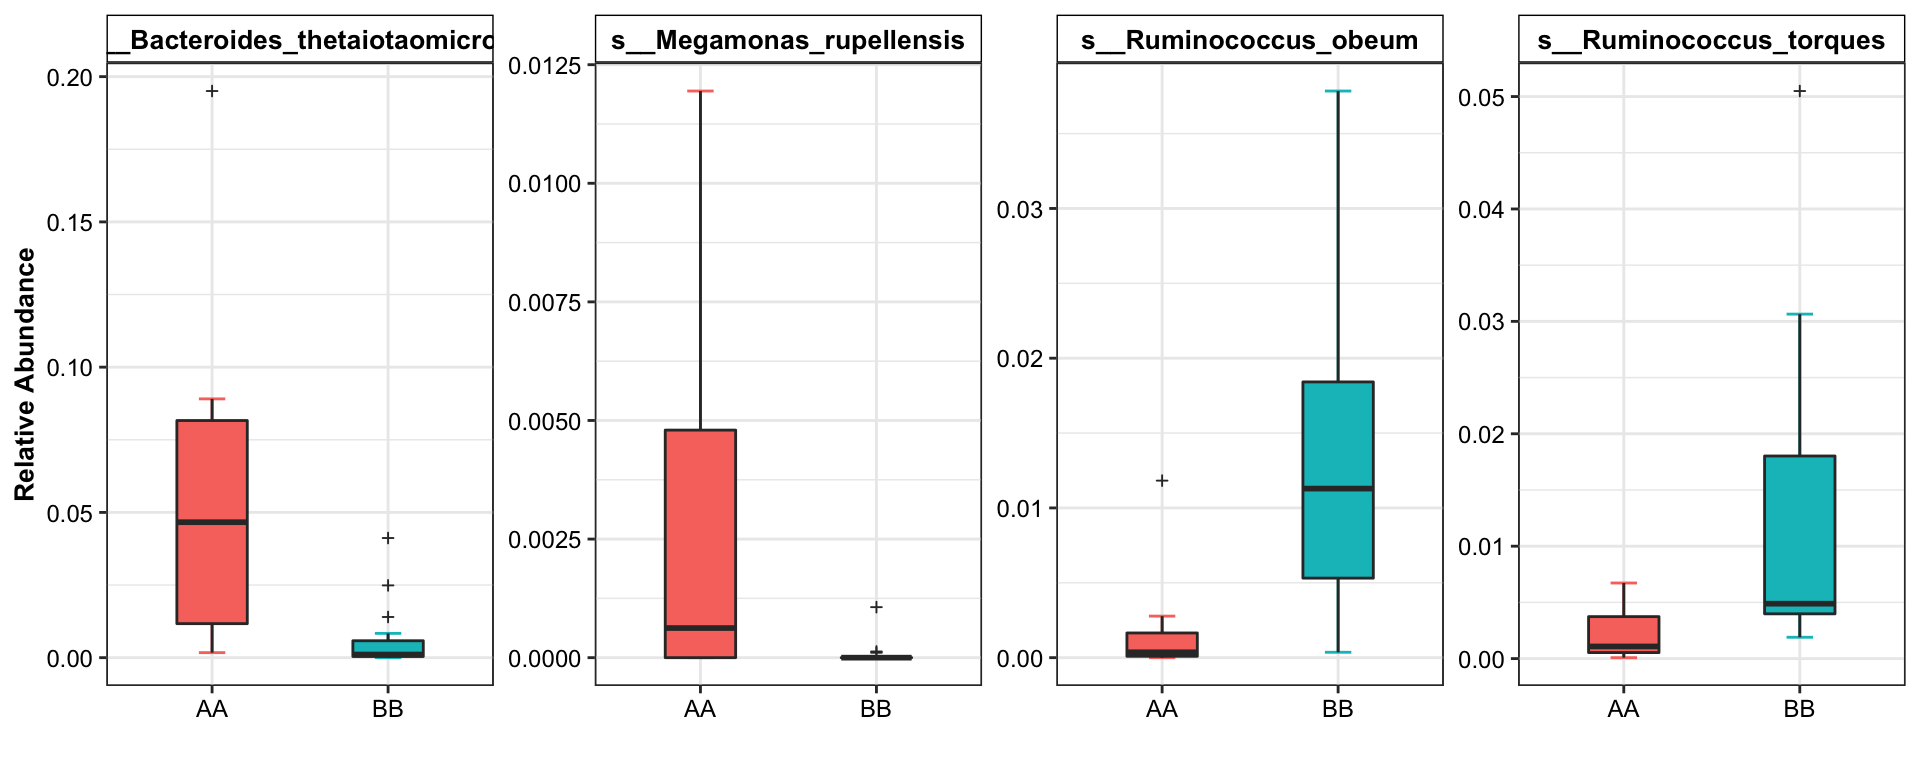 __Bacteroides_thetaiotaomicro
s__Megamonas_rupellensis
s__Ruminococcus_obeum
s__Ruminococcus_torques
Relative Abundance
0.20
0.15
0.10
0.05
0.00
AA
BB
0.0125
0.0100
0.0075
0.0050
0.0025
0.0000
AA
BB
0.03
0.02
0.01
0.00
AA
BB
0.05
0.04
0.03
0.02
0.01
0.00
AA
BB